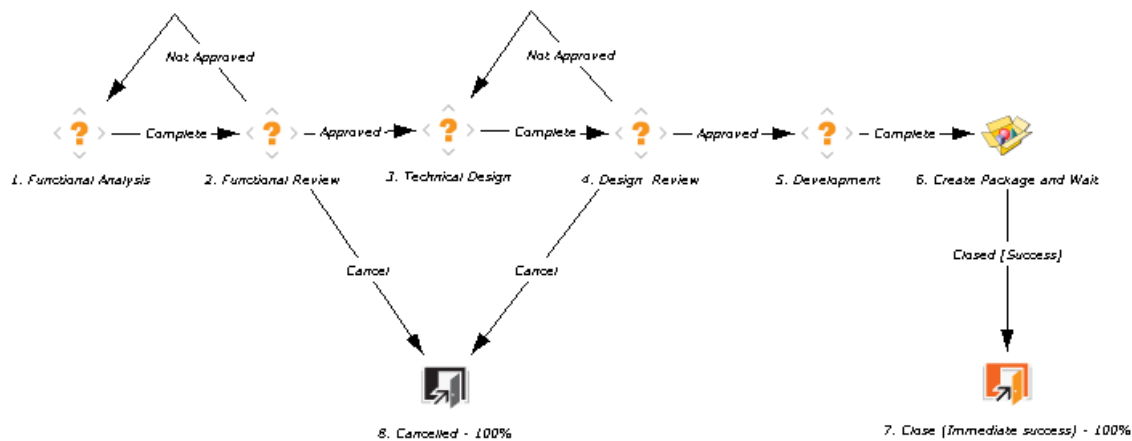 Not Approved
Not Approved
Complete
Approved
Complete
Approved
Complete
1. Functional Analysis
2. Functional Review
3. Technical Design
4. Design Review
5. Development
6. Create Package and Wait
Cancel
Cancel
Closed [Success]
8. Cancelled - 100%
7. Close (Immediate success) - 100%